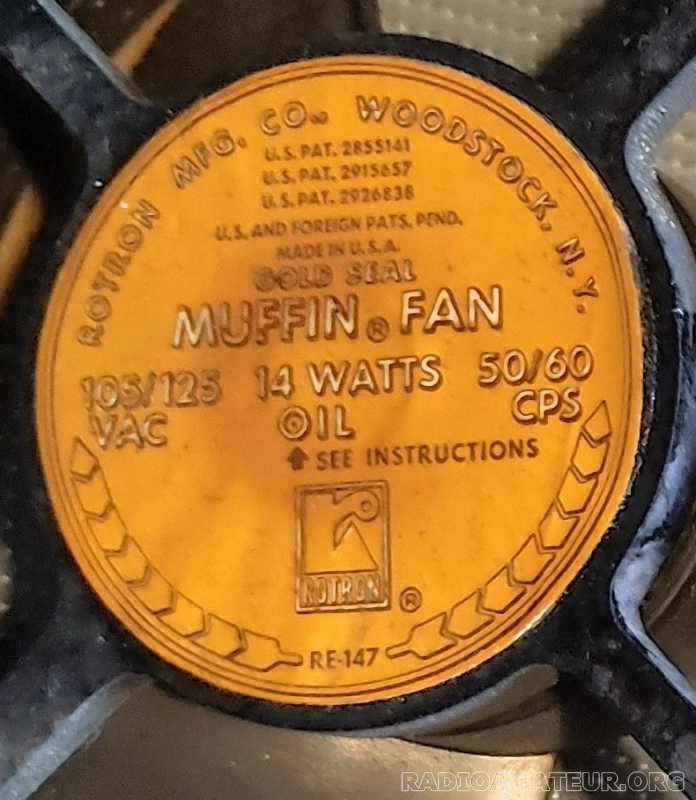 ROTRON MFG. CO. WOODSTOCK, N.Y.
U.S. PAT. 2855141
U.S. PAT. 2915657
U.S. PAT. 2926838
U.S. AND FOREIGN PATS. PEND.
MADE IN U.S.A.
GOLD SEAL
MUFFIN ® FAN
105/125 14 WATTS 50/60
VAC OIL CPS
↑ SEE INSTRUCTIONS
ROTRON ®
RE-147
RADIOAMATEUR.ORG